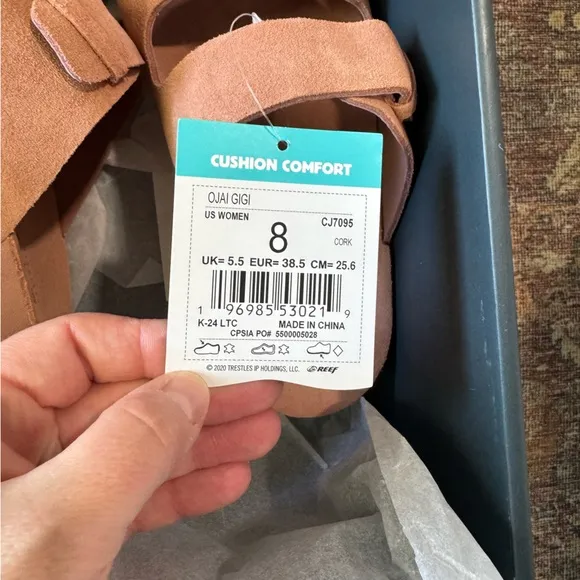 CUSHION COMFORT
OJAI GIGI
US WOMEN 8 CJ7095
CORK
UK= 5.5 EUR= 38.5 CM= 25.6
1 96985 53021 9
K-24 LTC MADE IN CHINA
CPSIA PO# 5500005028
© 2020 TRESTLES IP HOLDINGS, LLC. REEF